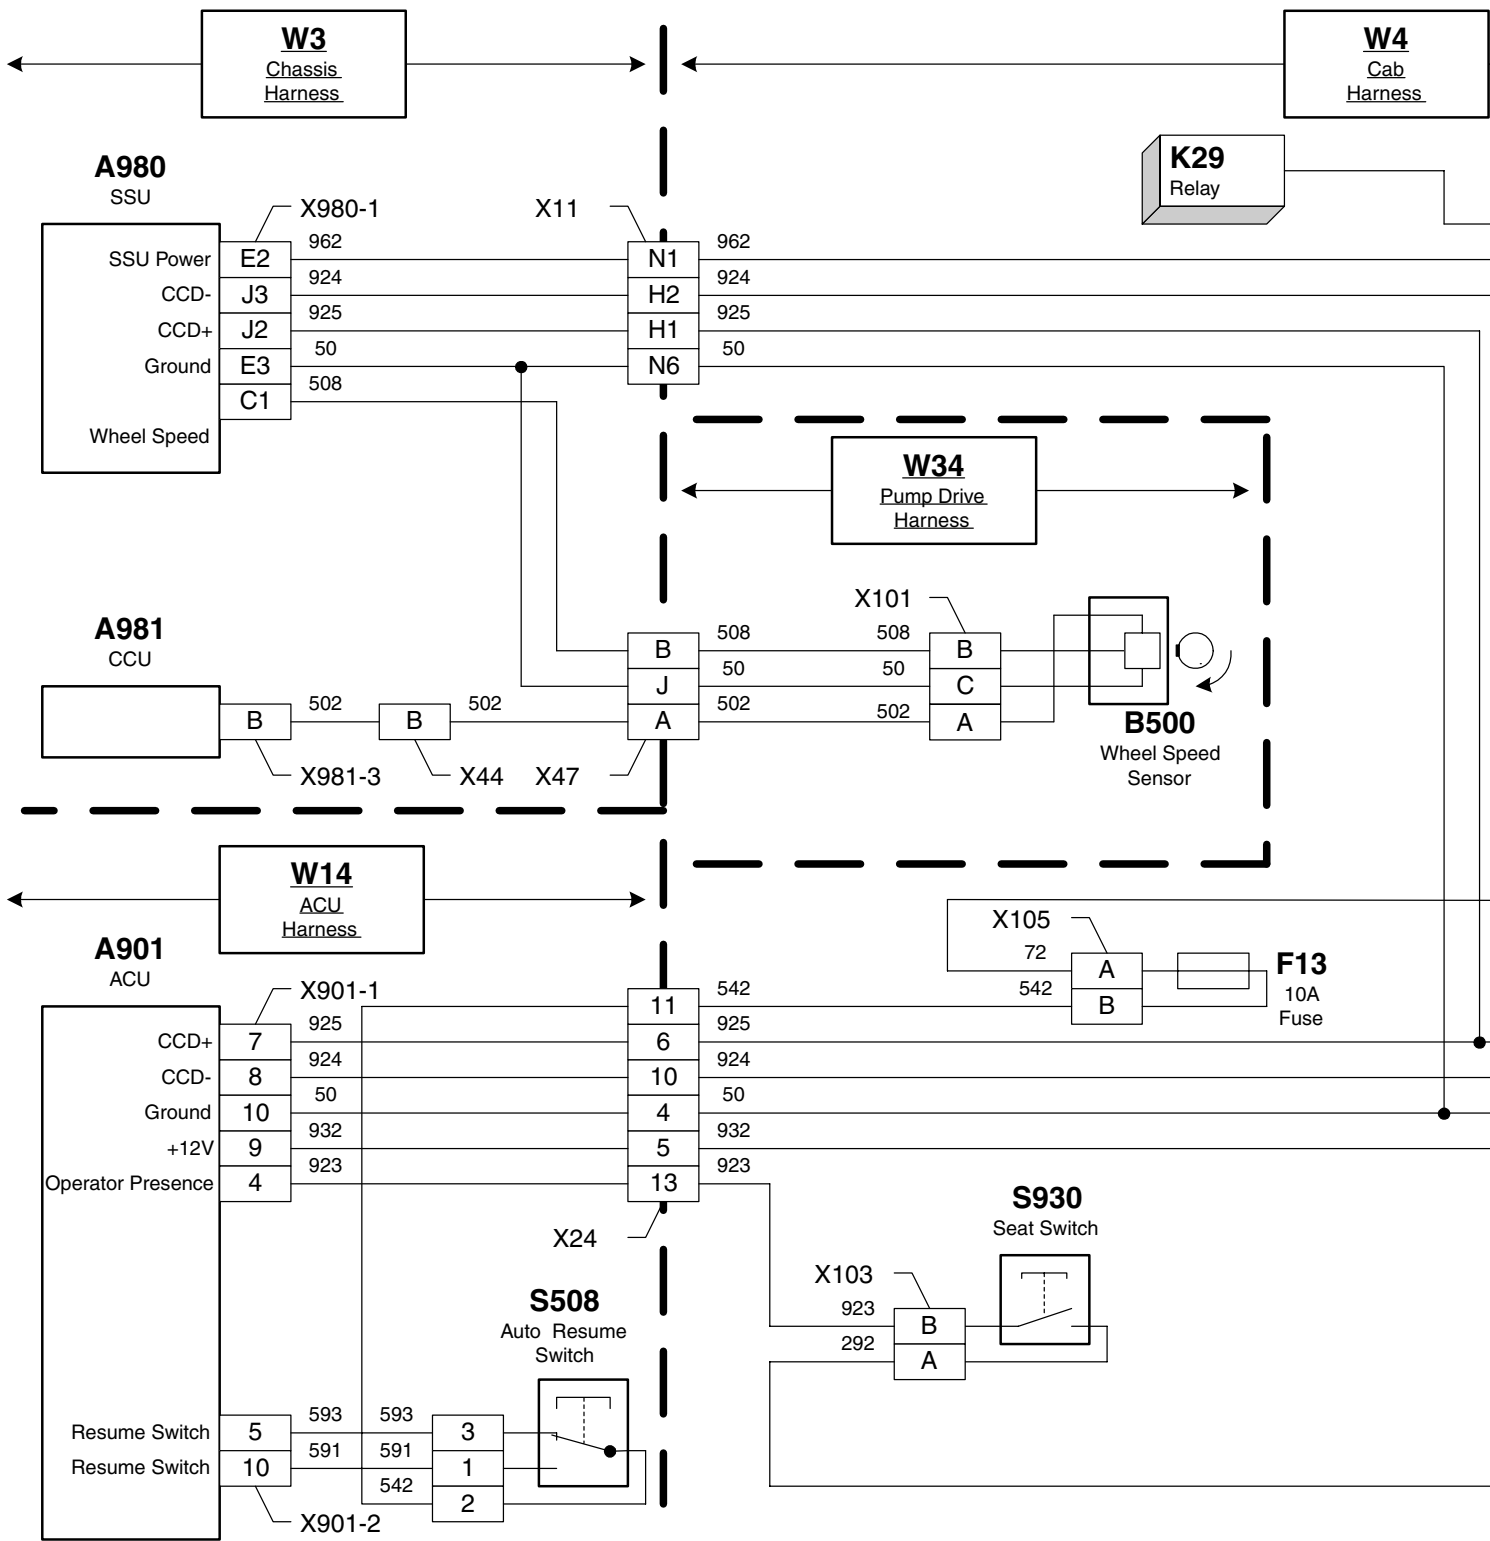 W3
Chassis
Harness
W4
Cab
Harness
K29
Relay
A980
SSU
X980-1
X11
SSU Power
E2
962
N1
962
CCD-
J3
924
H2
924
CCD+
J2
925
H1
925
Ground
E3
50
N6
50
C1
508
Wheel Speed
W34
Pump Drive
Harness
X101
A981
CCU
B
508
508
B
J
50
50
C
B
502
B
502
A
502
502
A
X981-3
X44
X47
B500
Wheel Speed
Sensor
W14
ACU
Harness
A901
ACU
X901-1
X105
72
A
F13
10A
Fuse
11
542
542
B
CCD+
7
925
6
925
CCD-
8
924
10
924
Ground
10
50
4
50
+12V
9
932
5
932
Operator Presence
4
923
13
923
X24
S930
Seat Switch
X103
923
B
292
A
S508
Auto Resume
Switch
Resume Switch
5
593
593
3
Resume Switch
10
591
591
1
542
2
X901-2